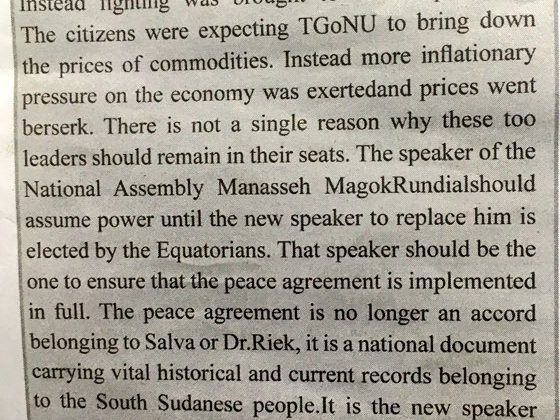 Instead fighting was
The citizens were expecting TGoNU to bring down
the prices of commodities. Instead more inflationary
pressure on the economy was exertedand prices went
berserk. There is not a single reason why these too
leaders should remain in their seats. The speaker of the
National Assembly Manasseh MagokRundialshould
assume power until the new speaker to replace him is
elected by the Equatorians. That speaker should be the
one to ensure that the peace agreement is implemented
in full. The peace agreement is no longer an accord
belonging to Salva or Dr.Riek, it is a national document
carrying vital historical and current records belonging
to the South Sudanese people.It is the new speaker